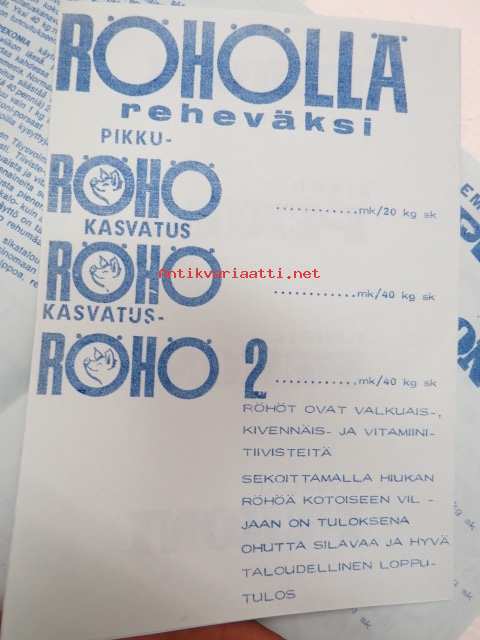 RÖHÖLLÄ
reheväksi
PIKKU-
RÖHÖ
............mk/20 kg sk
KASVATUS
RÖHÖ
............mk/40 kg sk
KASVATUS-
RÖHÖ 2
............mk/40 kg sk
RÖHÖT OVAT VALKUAIS-,
KIVENNÄIS- JA VITAMIINI-
TIIVISTEITÄ
SEKOITTAMALLA HIUKAN
RÖHÖÄ KOTOISEEN VIL -
JAAN ON TULOKSENA
OHUTTA SILAVAA JA HYVÄ
TALOUDELLINEN LOPPU-
TULOS
Antikvariaatti.net